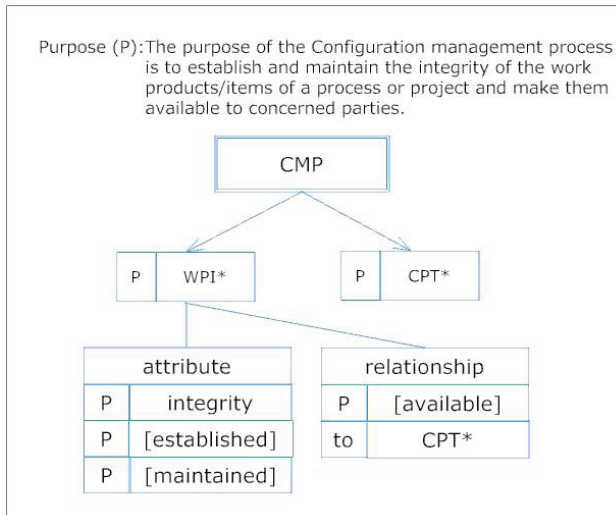 Purpose (P):The purpose of the Configuration management process
is to establish and maintain the integrity of the work
products/items of a process or project and make them
available to concerned parties.
CMP
P WPI*
P CPT*
attribute
P integrity
P [established]
P [maintained]
relationship
P [available]
to CPT*